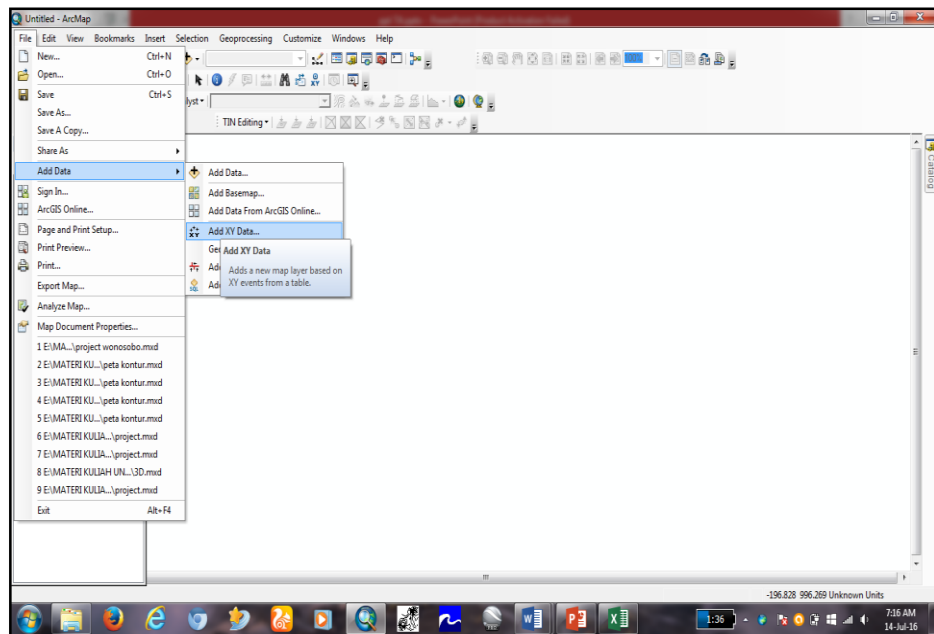 Untitled - ArcMap
File Edit View Bookmarks Insert Selection Geoprocessing Customize Windows Help
New... Ctrl+N
Open... Ctrl+O
Save Ctrl+S
Save As...
Save A Copy...
Share As
Add Data
Sign In...
ArcGIS Online...
Page and Print Setup...
Print Preview...
Print...
Export Map...
Analyze Map...
Map Document Properties...
1 E:\MA...\project wonosobo.mxd
2 E:\MATERI KU...\peta kontur.mxd
3 E:\MATERI KU...\peta kontur.mxd
4 E:\MATERI KU...\peta kontur.mxd
5 E:\MATERI KU...\peta kontur.mxd
6 E:\MATERI KULIA...\project.mxd
7 E:\MATERI KULIA...\project.mxd
8 E:\MATERI KULIAH UN...\3D.mxd
9 E:\MATERI KULIA...\project.mxd
Exit Alt+F4
lyst
TIN Editing
Add Data...
Add Basemap...
Add Data From ArcGIS Online...
XY Add XY Data...
Add XY Data
Adds a new map layer based on
XY events from a table.
Catalog
-196.828 996.269 Unknown Units
1:36
7:16 AM
14-Jul-16